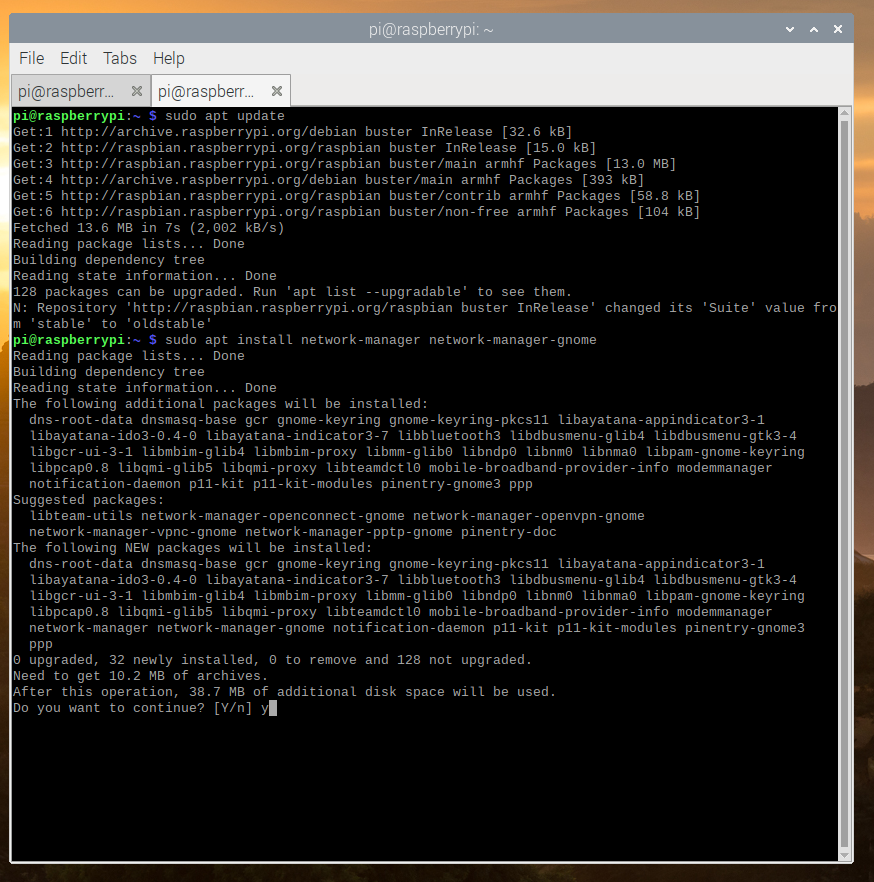 pi@raspberrypi: ~
File Edit Tabs Help
pi@raspberr... pi@raspberr...
pi@raspberrypi:~ $ sudo apt update
Get:1 http://archive.raspberrypi.org/debian buster InRelease [32.6 kB]
Get:2 http://raspbian.raspberrypi.org/raspbian buster InRelease [15.0 kB]
Get:3 http://raspbian.raspberrypi.org/raspbian buster/main armhf Packages [13.0 MB]
Get:4 http://archive.raspberrypi.org/debian buster/main armhf Packages [393 kB]
Get:5 http://raspbian.raspberrypi.org/raspbian buster/contrib armhf Packages [58.8 kB]
Get:6 http://raspbian.raspberrypi.org/raspbian buster/non-free armhf Packages [104 kB]
Fetched 13.6 MB in 7s (2,002 kB/s)
Reading package lists... Done
Building dependency tree
Reading state information... Done
128 packages can be upgraded. Run 'apt list --upgradable' to see them.
N: Repository 'http://raspbian.raspberrypi.org/raspbian buster InRelease' changed its 'Suite' value fro
m 'stable' to 'oldstable'
pi@raspberrypi:~ $ sudo apt install network-manager network-manager-gnome
Reading package lists... Done
Building dependency tree
Reading state information... Done
The following additional packages will be installed:
  dns-root-data dnsmasq-base gcr gnome-keyring gnome-keyring-pkcs11 libayatana-appindicator3-1
  libayatana-ido3-0.4-0 libayatana-indicator3-7 libbluetooth3 libdbusmenu-glib4 libdbusmenu-gtk3-4
  libgcr-ui-3-1 libmbim-glib4 libmbim-proxy libmm-glib0 libndp0 libnm0 libnma0 libpam-gnome-keyring
  libpcap0.8 libqmi-glib5 libqmi-proxy libteamdctl0 mobile-broadband-provider-info modemmanager
  notification-daemon p11-kit p11-kit-modules pinentry-gnome3 ppp
Suggested packages:
  libteam-utils network-manager-openconnect-gnome network-manager-openvpn-gnome
  network-manager-vpnc-gnome network-manager-pptp-gnome pinentry-doc
The following NEW packages will be installed:
  dns-root-data dnsmasq-base gcr gnome-keyring gnome-keyring-pkcs11 libayatana-appindicator3-1
  libayatana-ido3-0.4-0 libayatana-indicator3-7 libbluetooth3 libdbusmenu-glib4 libdbusmenu-gtk3-4
  libgcr-ui-3-1 libmbim-glib4 libmbim-proxy libmm-glib0 libndp0 libnm0 libnma0 libpam-gnome-keyring
  libpcap0.8 libqmi-glib5 libqmi-proxy libteamdctl0 mobile-broadband-provider-info modemmanager
  network-manager network-manager-gnome notification-daemon p11-kit p11-kit-modules pinentry-gnome3
  ppp
0 upgraded, 32 newly installed, 0 to remove and 128 not upgraded.
Need to get 10.2 MB of archives.
After this operation, 38.7 MB of additional disk space will be used.
Do you want to continue? [Y/n] y